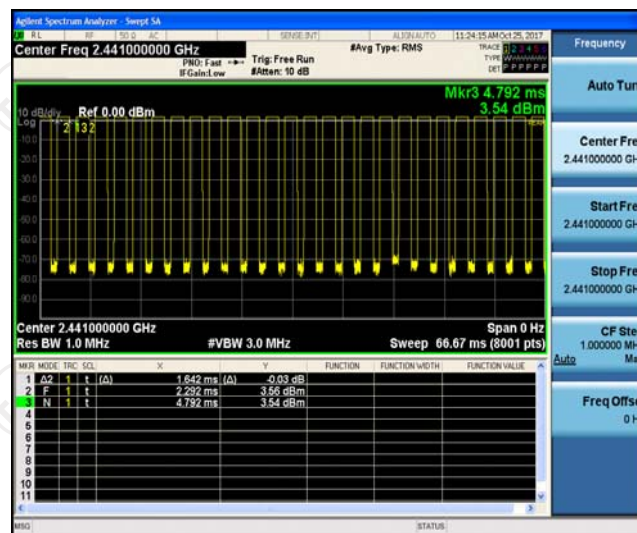 Agilent Spectrum Analyzer - Swept SA
RL RF 50 Ω AC SENSE:INT ALIGNAUTO 11:24:15 AM Oct 25, 2017
Center Freq 2.441000000 GHz
PNO: Fast
IFGain:Low
Trig: Free Run
#Atten: 10 dB
#Avg Type: RMS
TRACE 1 2 3 4 5 6
TYPE
DET P P P P P P
Mkr3 4.792 ms
3.54 dBm
10 dB/div Ref 0.00 dBm
Log
-10.0
-20.0
-30.0
-40.0
-50.0
-60.0
-70.0
-80.0
-90.0
Center 2.441000000 GHz Span 0 Hz
Res BW 1.0 MHz #VBW 3.0 MHz Sweep 66.67 ms (8001 pts)
MKR MODE TRC SCL X Y FUNCTION FUNCTION WIDTH FUNCTION VALUE
1 Δ2 1 t (Δ) 1.642 ms (Δ) -0.03 dB
2 F 1 t 2.292 ms 3.56 dBm
3 N 1 t 4.792 ms 3.54 dBm
4
5
6
7
8
9
10
11
MSG STATUS
Frequency
Auto Tun
Center Fre
2.441000000 GH
Start Fre
2.441000000 GH
Stop Fre
2.441000000 GH
CF Ste
1.000000 MH
Auto Ma
Freq Offse
0 H